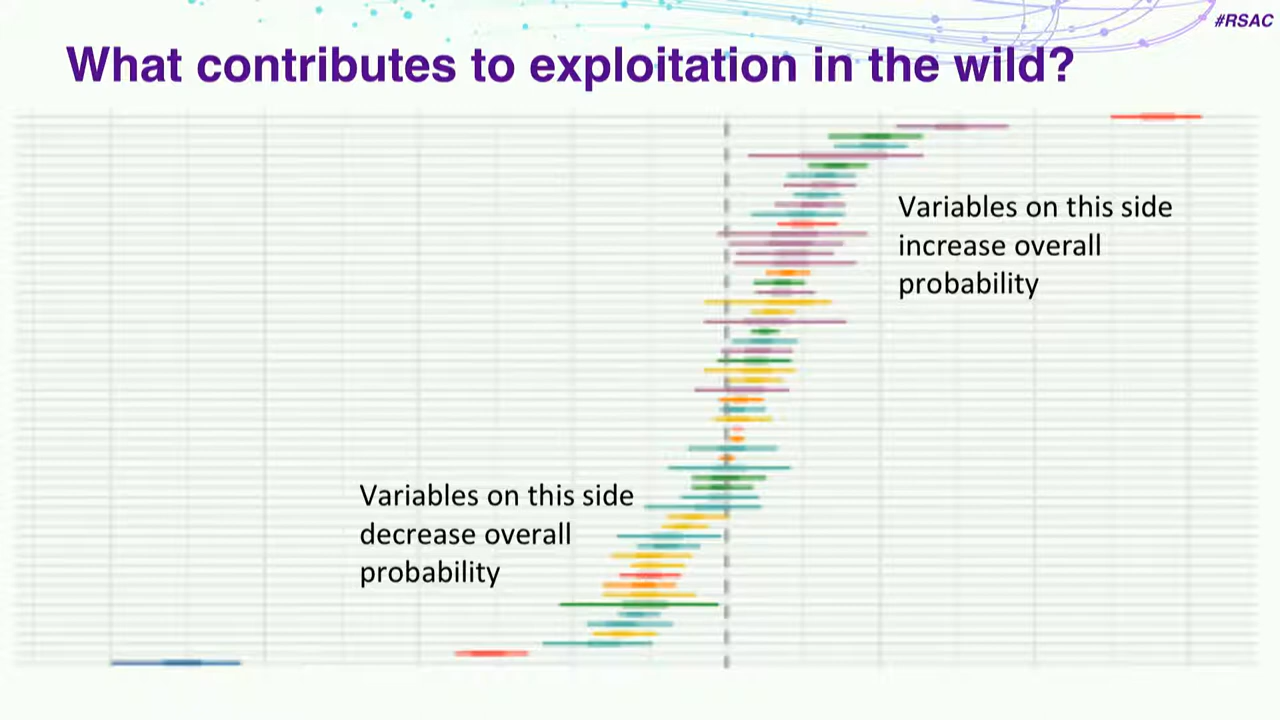 #RSAC
What contributes to exploitation in the wild?
Variables on this side
increase overall
probability
Variables on this side
decrease overall
probability